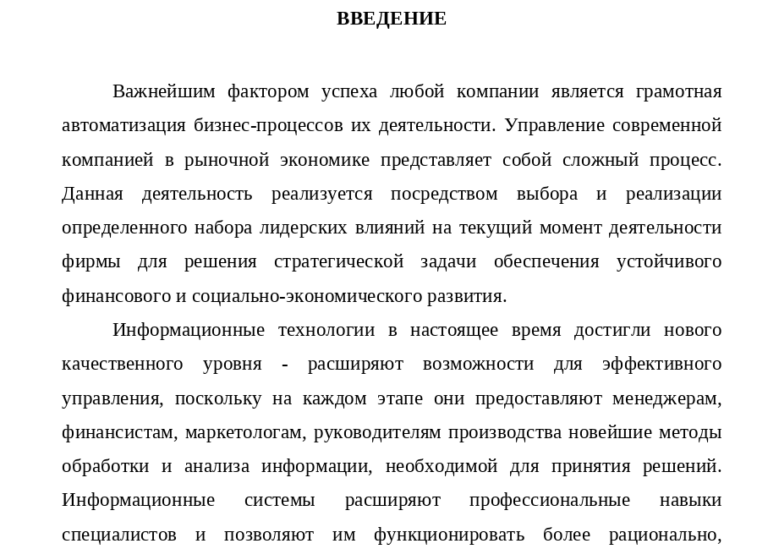 ВВЕДЕНИЕ
Важнейшим фактором успеха любой компании является грамотная
автоматизация бизнес-процессов их деятельности. Управление современной
компанией в рыночной экономике представляет собой сложный процесс.
Данная деятельность реализуется посредством выбора и реализации
определенного набора лидерских влияний на текущий момент деятельности
фирмы для решения стратегической задачи обеспечения устойчивого
финансового и социально-экономического развития.
Информационные технологии в настоящее время достигли нового
качественного уровня - расширяют возможности для эффективного
управления, поскольку на каждом этапе они предоставляют менеджерам,
финансистам, маркетологам, руководителям производства новейшие методы
обработки и анализа информации, необходимой для принятия решений.
Информационные системы расширяют профессиональные навыки
специалистов и позволяют им функционировать более рационально,